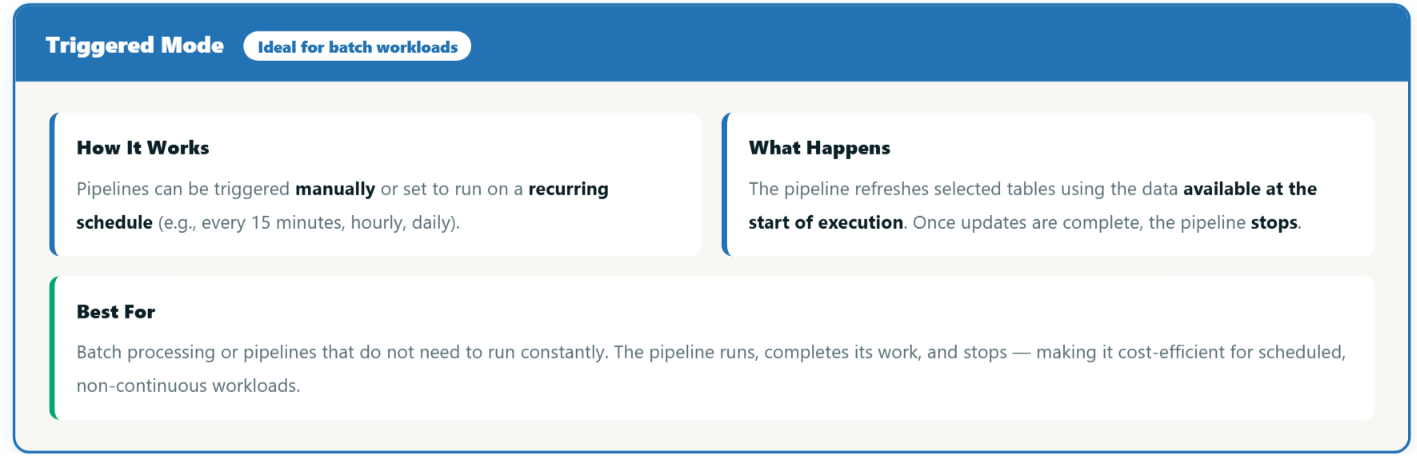 Triggered Mode Ideal for batch workloads
How It Works
Pipelines can be triggered manually or set to run on a recurring
schedule (e.g., every 15 minutes, hourly, daily).
What Happens
The pipeline refreshes selected tables using the data available at the
start of execution. Once updates are complete, the pipeline stops.
Best For
Batch processing or pipelines that do not need to run constantly. The pipeline runs, completes its work, and stops — making it cost-efficient for scheduled,
non-continuous workloads.